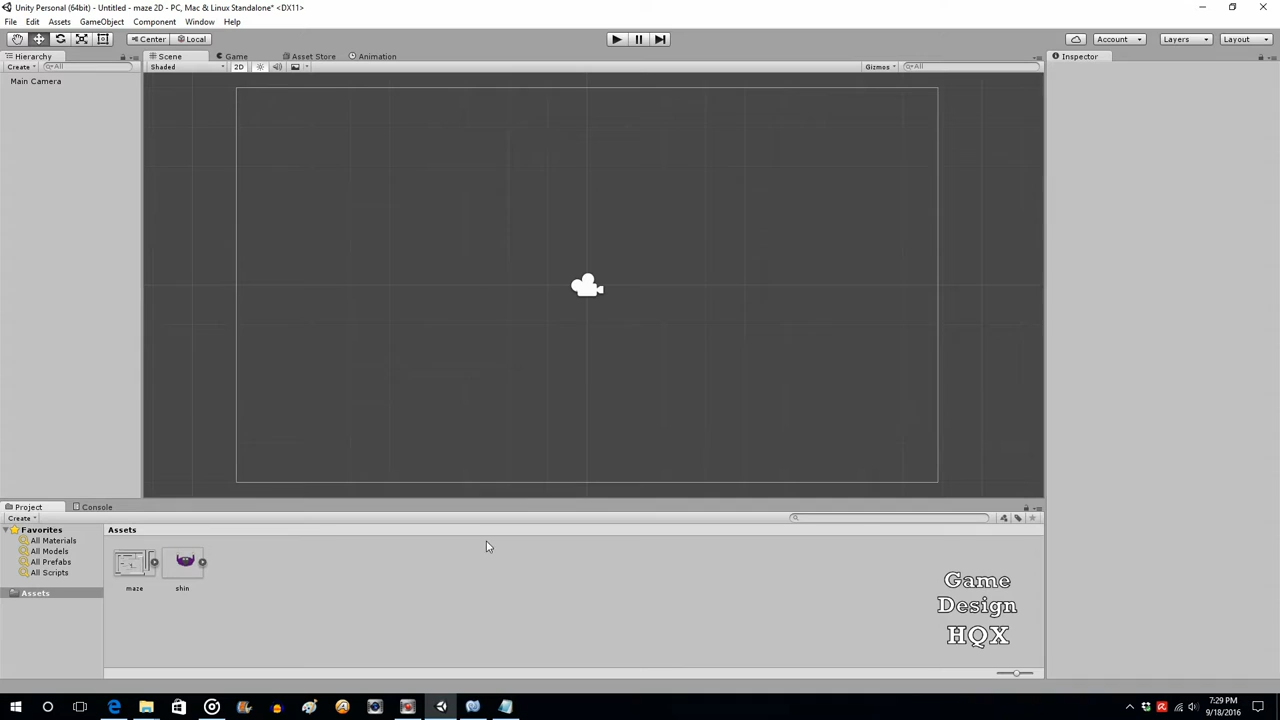 Unity Personal (64bit) - Untitled - maze 2D - PC, Mac & Linux Standalone* <DX11>
File Edit Assets GameObject Component Window Help
Center Local Account Layers Layout
Hierarchy Scene Game Asset Store Animation Inspector
Create All Shaded 2D Gizmos All
Main Camera
Project Console
Create
Favorites Assets
All Materials
All Models
All Prefabs
All Scripts
maze shin
Assets
Game
Design
HQX
7:29 PM
9/18/2016